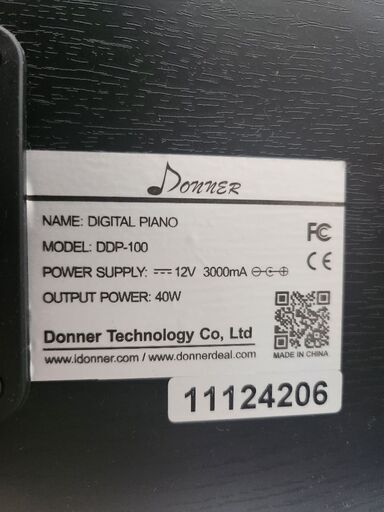 DONNER
NAME: DIGITAL PIANO
MODEL: DDP-100
POWER SUPPLY: 12V 3000mA
OUTPUT POWER: 40W
FC
CE
Donner Technology Co, Ltd
www.idonner.com / www.donnerdeal.com
MADE IN CHINA
11124206